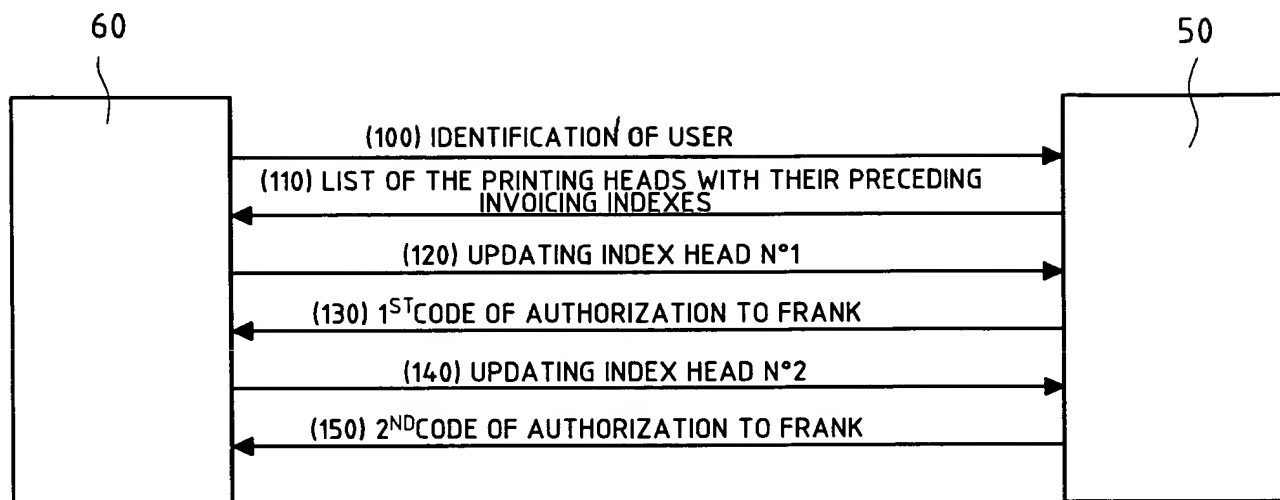 60
50
(100) IDENTIFICATION OF USER
(110) LIST OF THE PRINTING HEADS WITH THEIR PRECEDING
INVOICING INDEXES
(120) UPDATING INDEX HEAD N°1
(130) 1ST CODE OF AUTHORIZATION TO FRANK
(140) UPDATING INDEX HEAD N°2
(150) 2ND CODE OF AUTHORIZATION TO FRANK